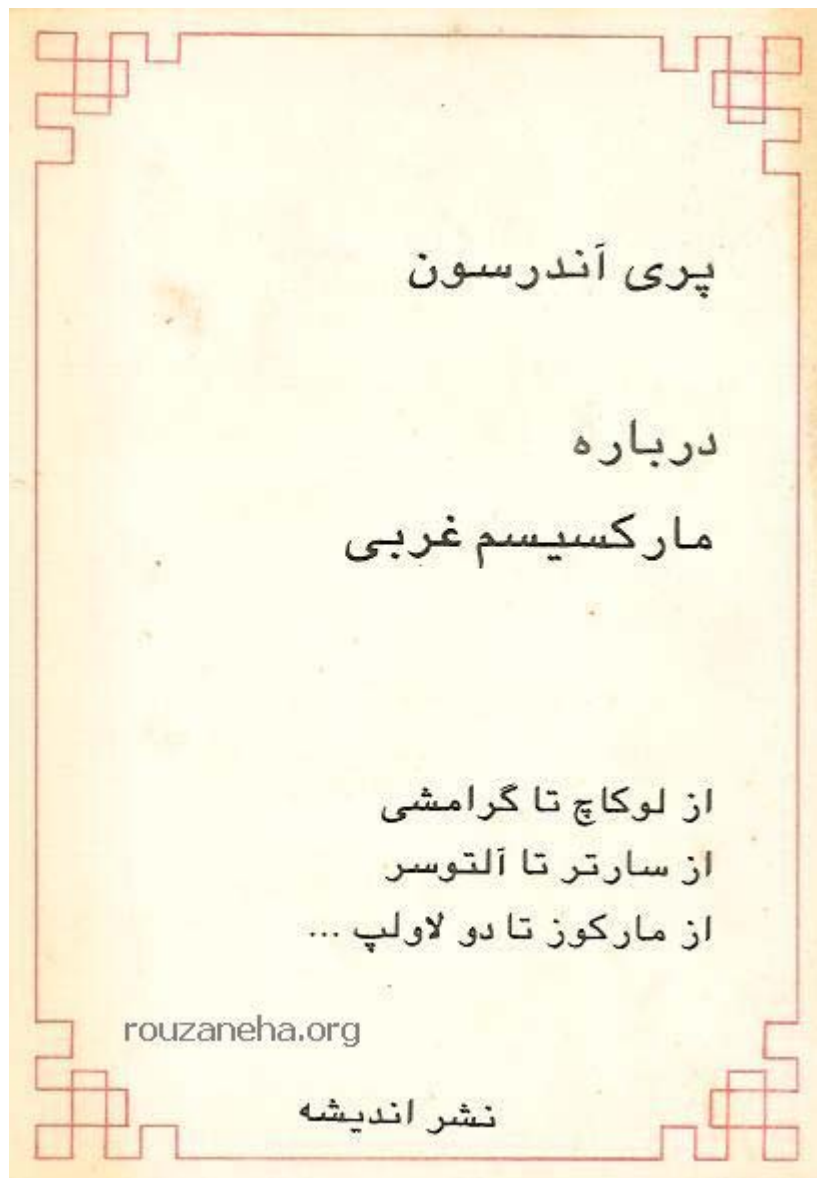 پری آندرسون
درباره
مارکسیسم غربی
از لوکاچ تا گرامشی
از سارتر تا آلتوسر
از مارکوز تا دو لاولپ ...
rouzaneha.org
نشر اندیشه